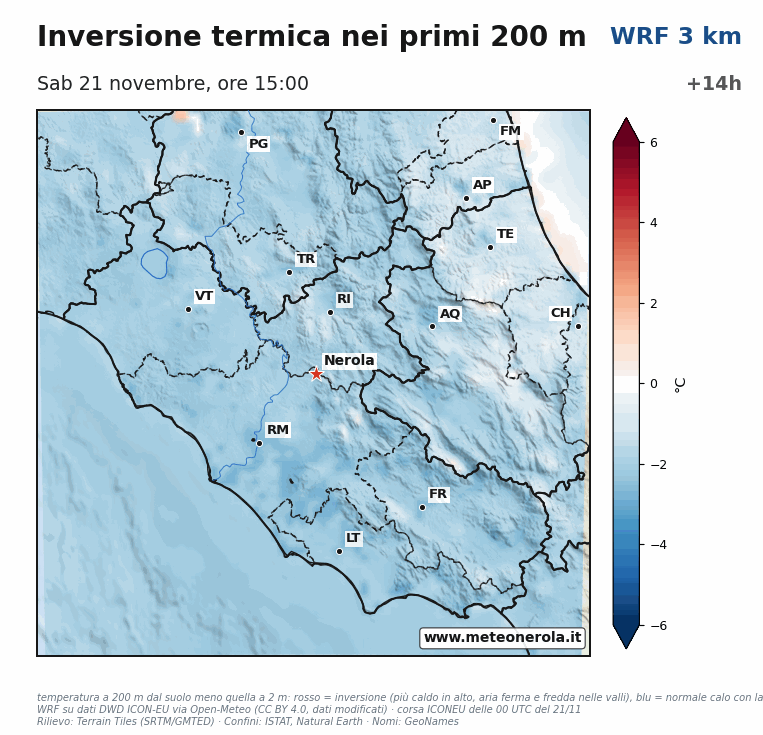 Inversione termica nei primi 200 m WRF 3 km
Sab 21 novembre, ore 15:00 +14h
FM
PG
AP
TE
TR
VT
RI
AQ
CH
Nerola
RM
FR
LT
6
4
2
0
−2
−4
−6
°C
www.meteonerola.it
temperatura a 200 m dal suolo meno quella a 2 m: rosso = inversione (più caldo in alto, aria ferma e fredda nelle valli), blu = normale calo con la
WRF su dati DWD ICON-EU via Open-Meteo (CC BY 4.0, dati modificati) · corsa ICONEU delle 00 UTC del 21/11
Rilievo: Terrain Tiles (SRTM/GMTED) · Confini: ISTAT, Natural Earth · Nomi: GeoNames